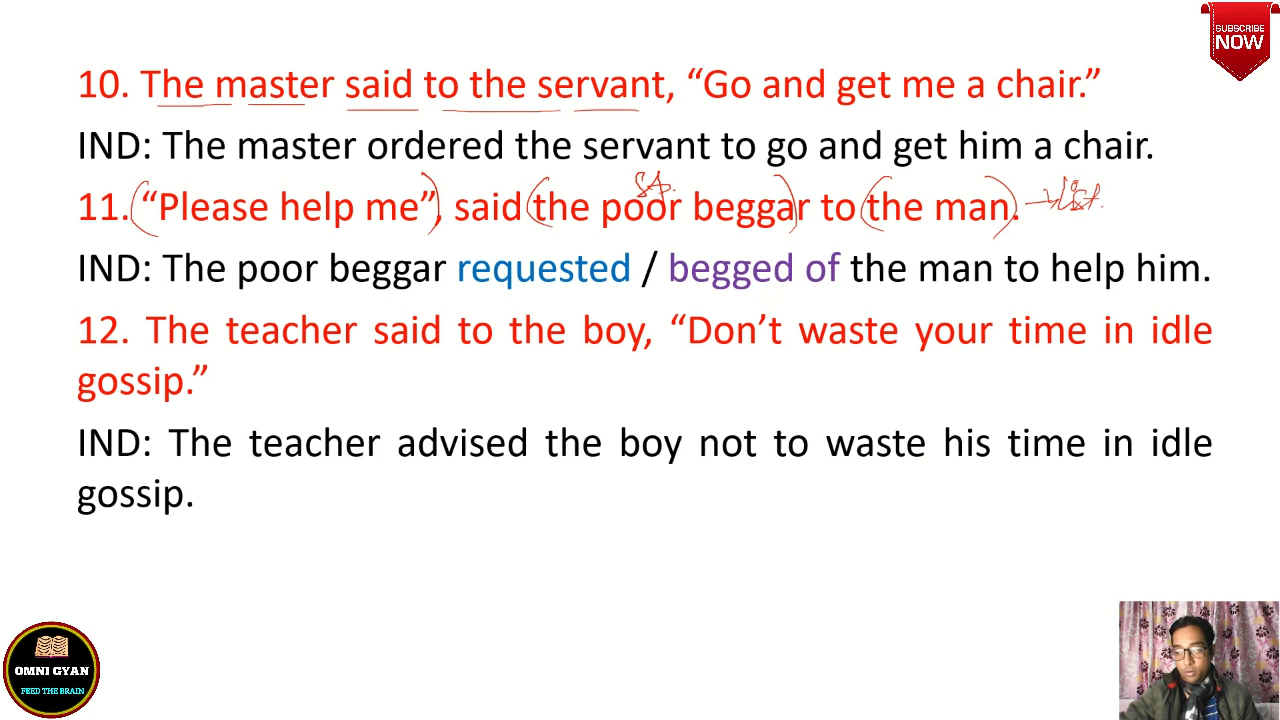 SUBSCRIBE
NOW
10. The master said to the servant, “Go and get me a chair.”
IND: The master ordered the servant to go and get him a chair.
11. “Please help me”, said the poor beggar to the man.
IND: The poor beggar requested / begged of the man to help him.
12. The teacher said to the boy, “Don’t waste your time in idle
gossip.”
IND: The teacher advised the boy not to waste his time in idle
gossip.
OMNI GYAN
FEED THE BRAIN